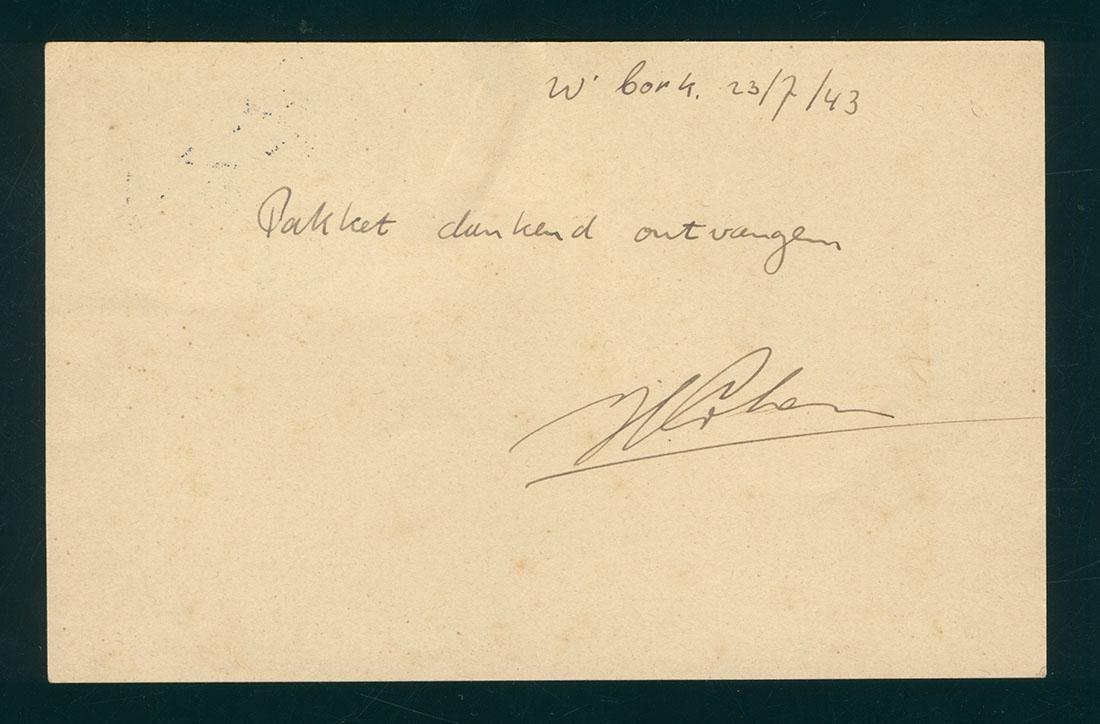 W'bork. 23/7/43
Pakket dankend ontvangen